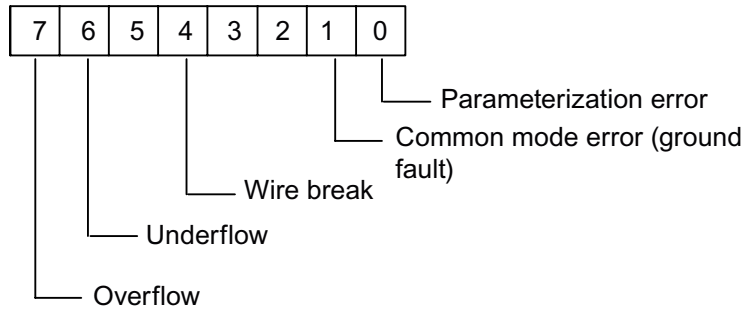 7 6 5 4 3 2 1 0
Parameterization error
Common mode error (ground
fault)
Wire break
Underflow
Overflow